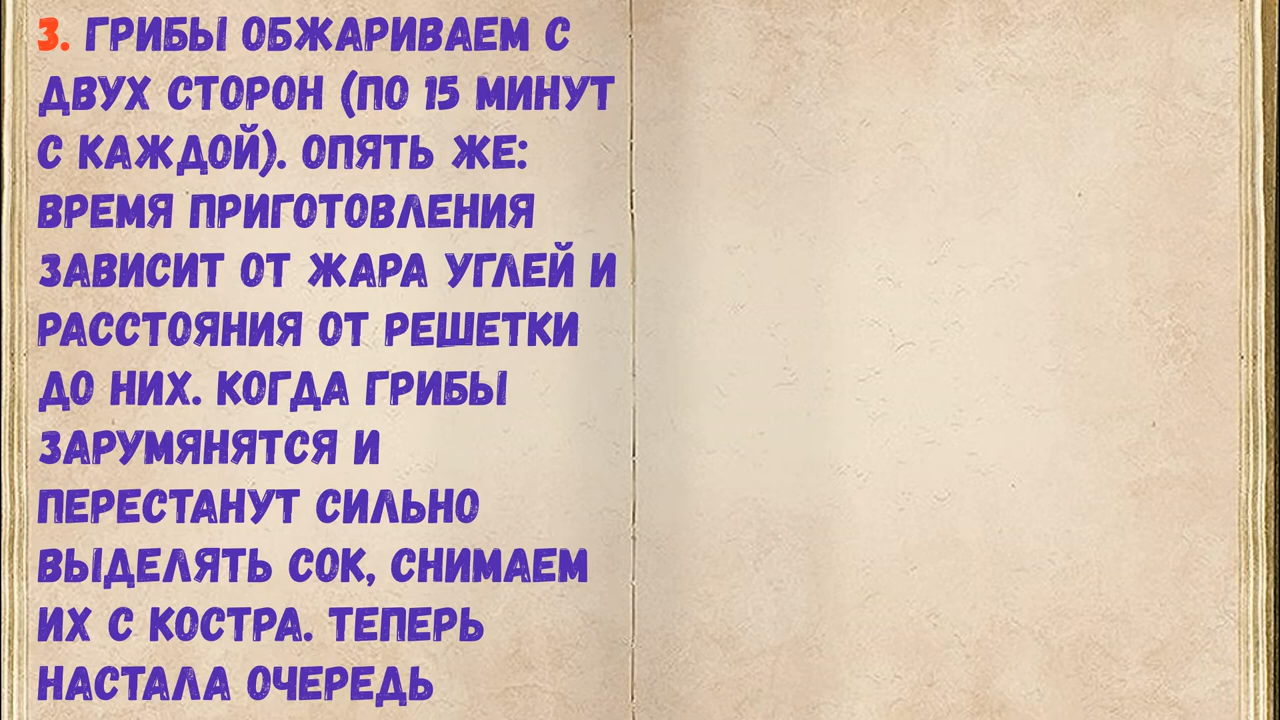 3. ГРИБЫ ОБЖАРИВАЕМ С
ДВУХ СТОРОН (ПО 15 МИНУТ
С КАЖДОЙ). ОПЯТЬ ЖЕ:
ВРЕМЯ ПРИГОТОВЛЕНИЯ
ЗАВИСИТ ОТ ЖАРА УГЛЕЙ И
РАССТОЯНИЯ ОТ РЕШЕТКИ
ДО НИХ. КОГДА ГРИБЫ
ЗАРУМЯНЯТСЯ И
ПЕРЕСТАНУТ СИЛЬНО
ВЫДЕЛЯТЬ СОК, СНИМАЕМ
ИХ С КОСТРА. ТЕПЕРЬ
НАСТАЛА ОЧЕРЕДЬ